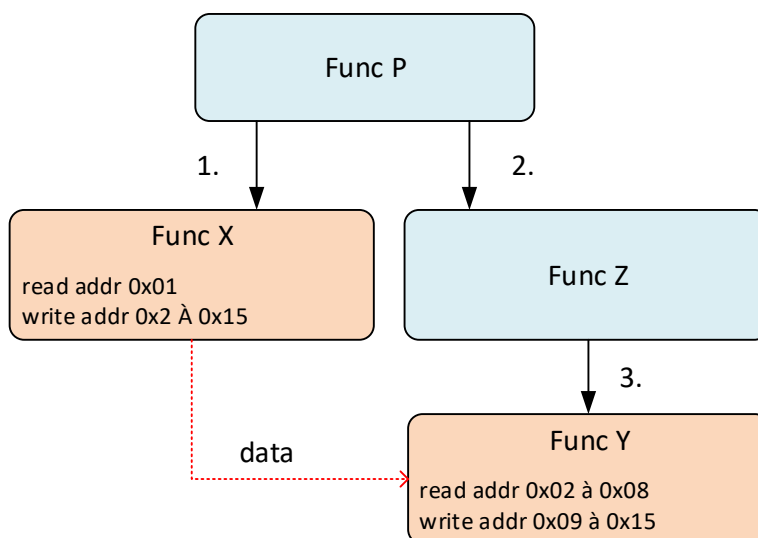 Func P
1.
2.
Func X
read addr 0x01
write addr 0x2 À 0x15
Func Z
3.
data
Func Y
read addr 0x02 à 0x08
write addr 0x09 à 0x15